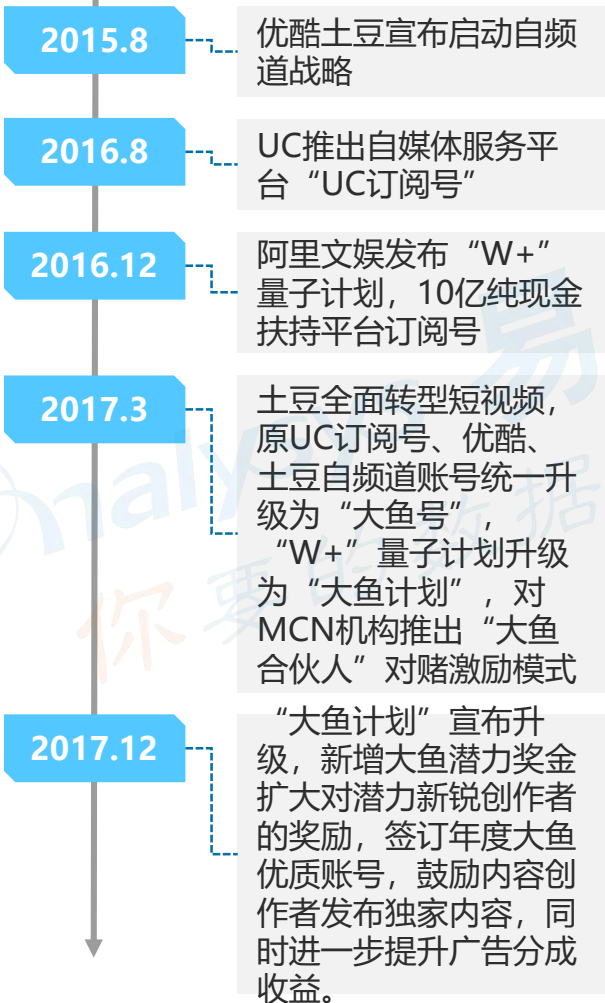 2015.8
优酷土豆宣布启动自频
道战略
2016.8
UC推出自媒体服务平
台“UC订阅号”
2016.12
阿里文娱发布“W+”
量子计划，10亿纯现金
扶持平台订阅号
2017.3
土豆全面转型短视频，
原UC订阅号、优酷、
土豆自频道账号统一升
级为“大鱼号”，
“W+”量子计划升级
为“大鱼计划”，对
MCN机构推出“大鱼
合伙人”对赌激励模式
2017.12
“大鱼计划”宣布升
级，新增大鱼潜力奖金
扩大对潜力新锐创作者
的奖励，签订年度大鱼
优质账号，鼓励内容创
作者发布独家内容，同
时进一步提升广告分成
收益。
nalysys 易
你要的数据